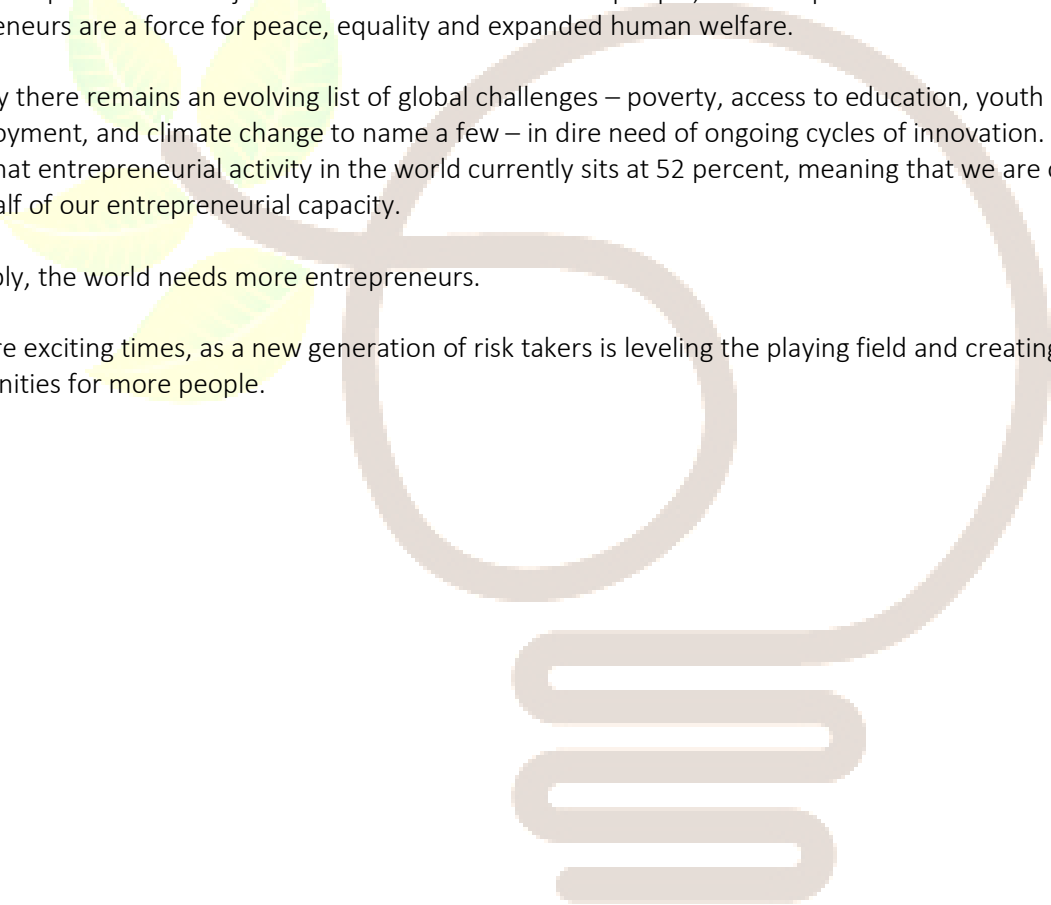 eneurs are a force for peace, equality and expanded human welfare.
y there remains an evolving list of global challenges – poverty, access to education, youth
oyment, and climate change to name a few – in dire need of ongoing cycles of innovation.
hat entrepreneurial activity in the world currently sits at 52 percent, meaning that we are
alf of our entrepreneurial capacity.
ply, the world needs more entrepreneurs.
re exciting times, as a new generation of risk takers is leveling the playing field and creating
nities for more people.